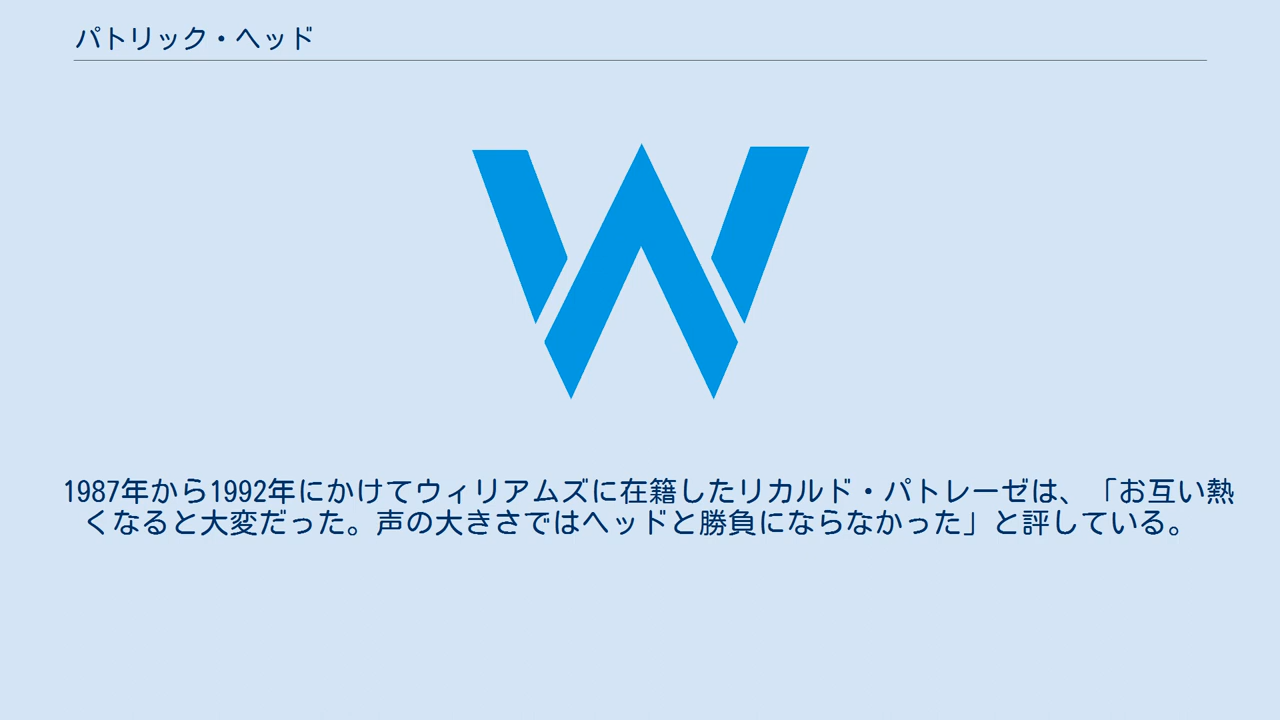 パトリック・ヘッド
1987年から1992年にかけてウィリアムズに在籍したリカルド・パトレーゼは、「お互い熱
くなると大変だった。声の大きさではヘッドと勝負にならなかった」と評している。